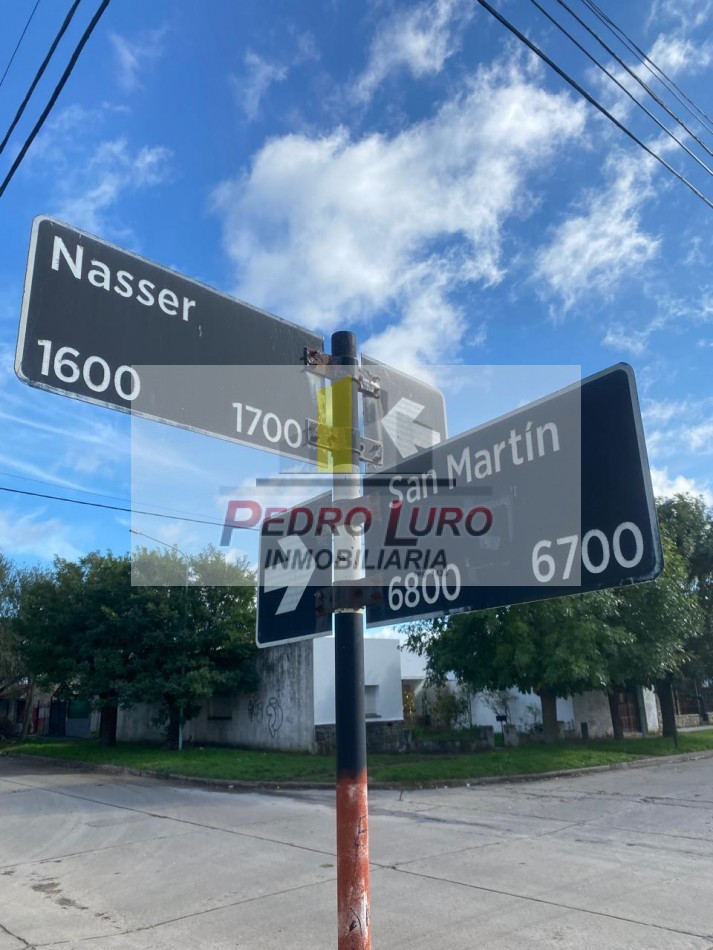 Nasser
1600
1700
San Martín
6800
6700
PEDRO LURO
INMOBILIARIA